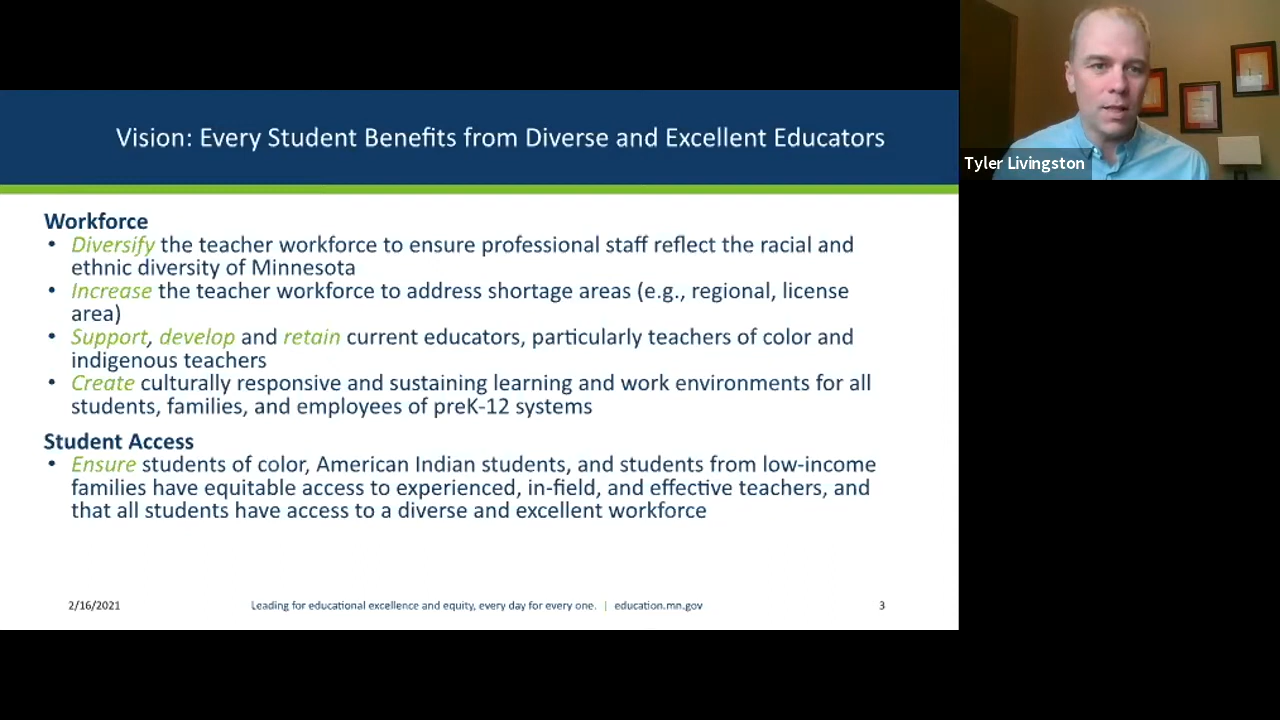 Vision: Every Student Benefits from Diverse and Excellent Educators
Tyler Livingston
Workforce
• Diversify the teacher workforce to ensure professional staff reflect the racial and
ethnic diversity of Minnesota
• Increase the teacher workforce to address shortage areas (e.g., regional, license
area)
• Support, develop and retain current educators, particularly teachers of color and
indigenous teachers
• Create culturally responsive and sustaining learning and work environments for all
students, families, and employees of preK-12 systems
Student Access
• Ensure students of color, American Indian students, and students from low-income
families have equitable access to experienced, in-field, and effective teachers, and
that all students have access to a diverse and excellent workforce
2/16/2021
Leading for educational excellence and equity, every day for every one. | education.mn.gov
3